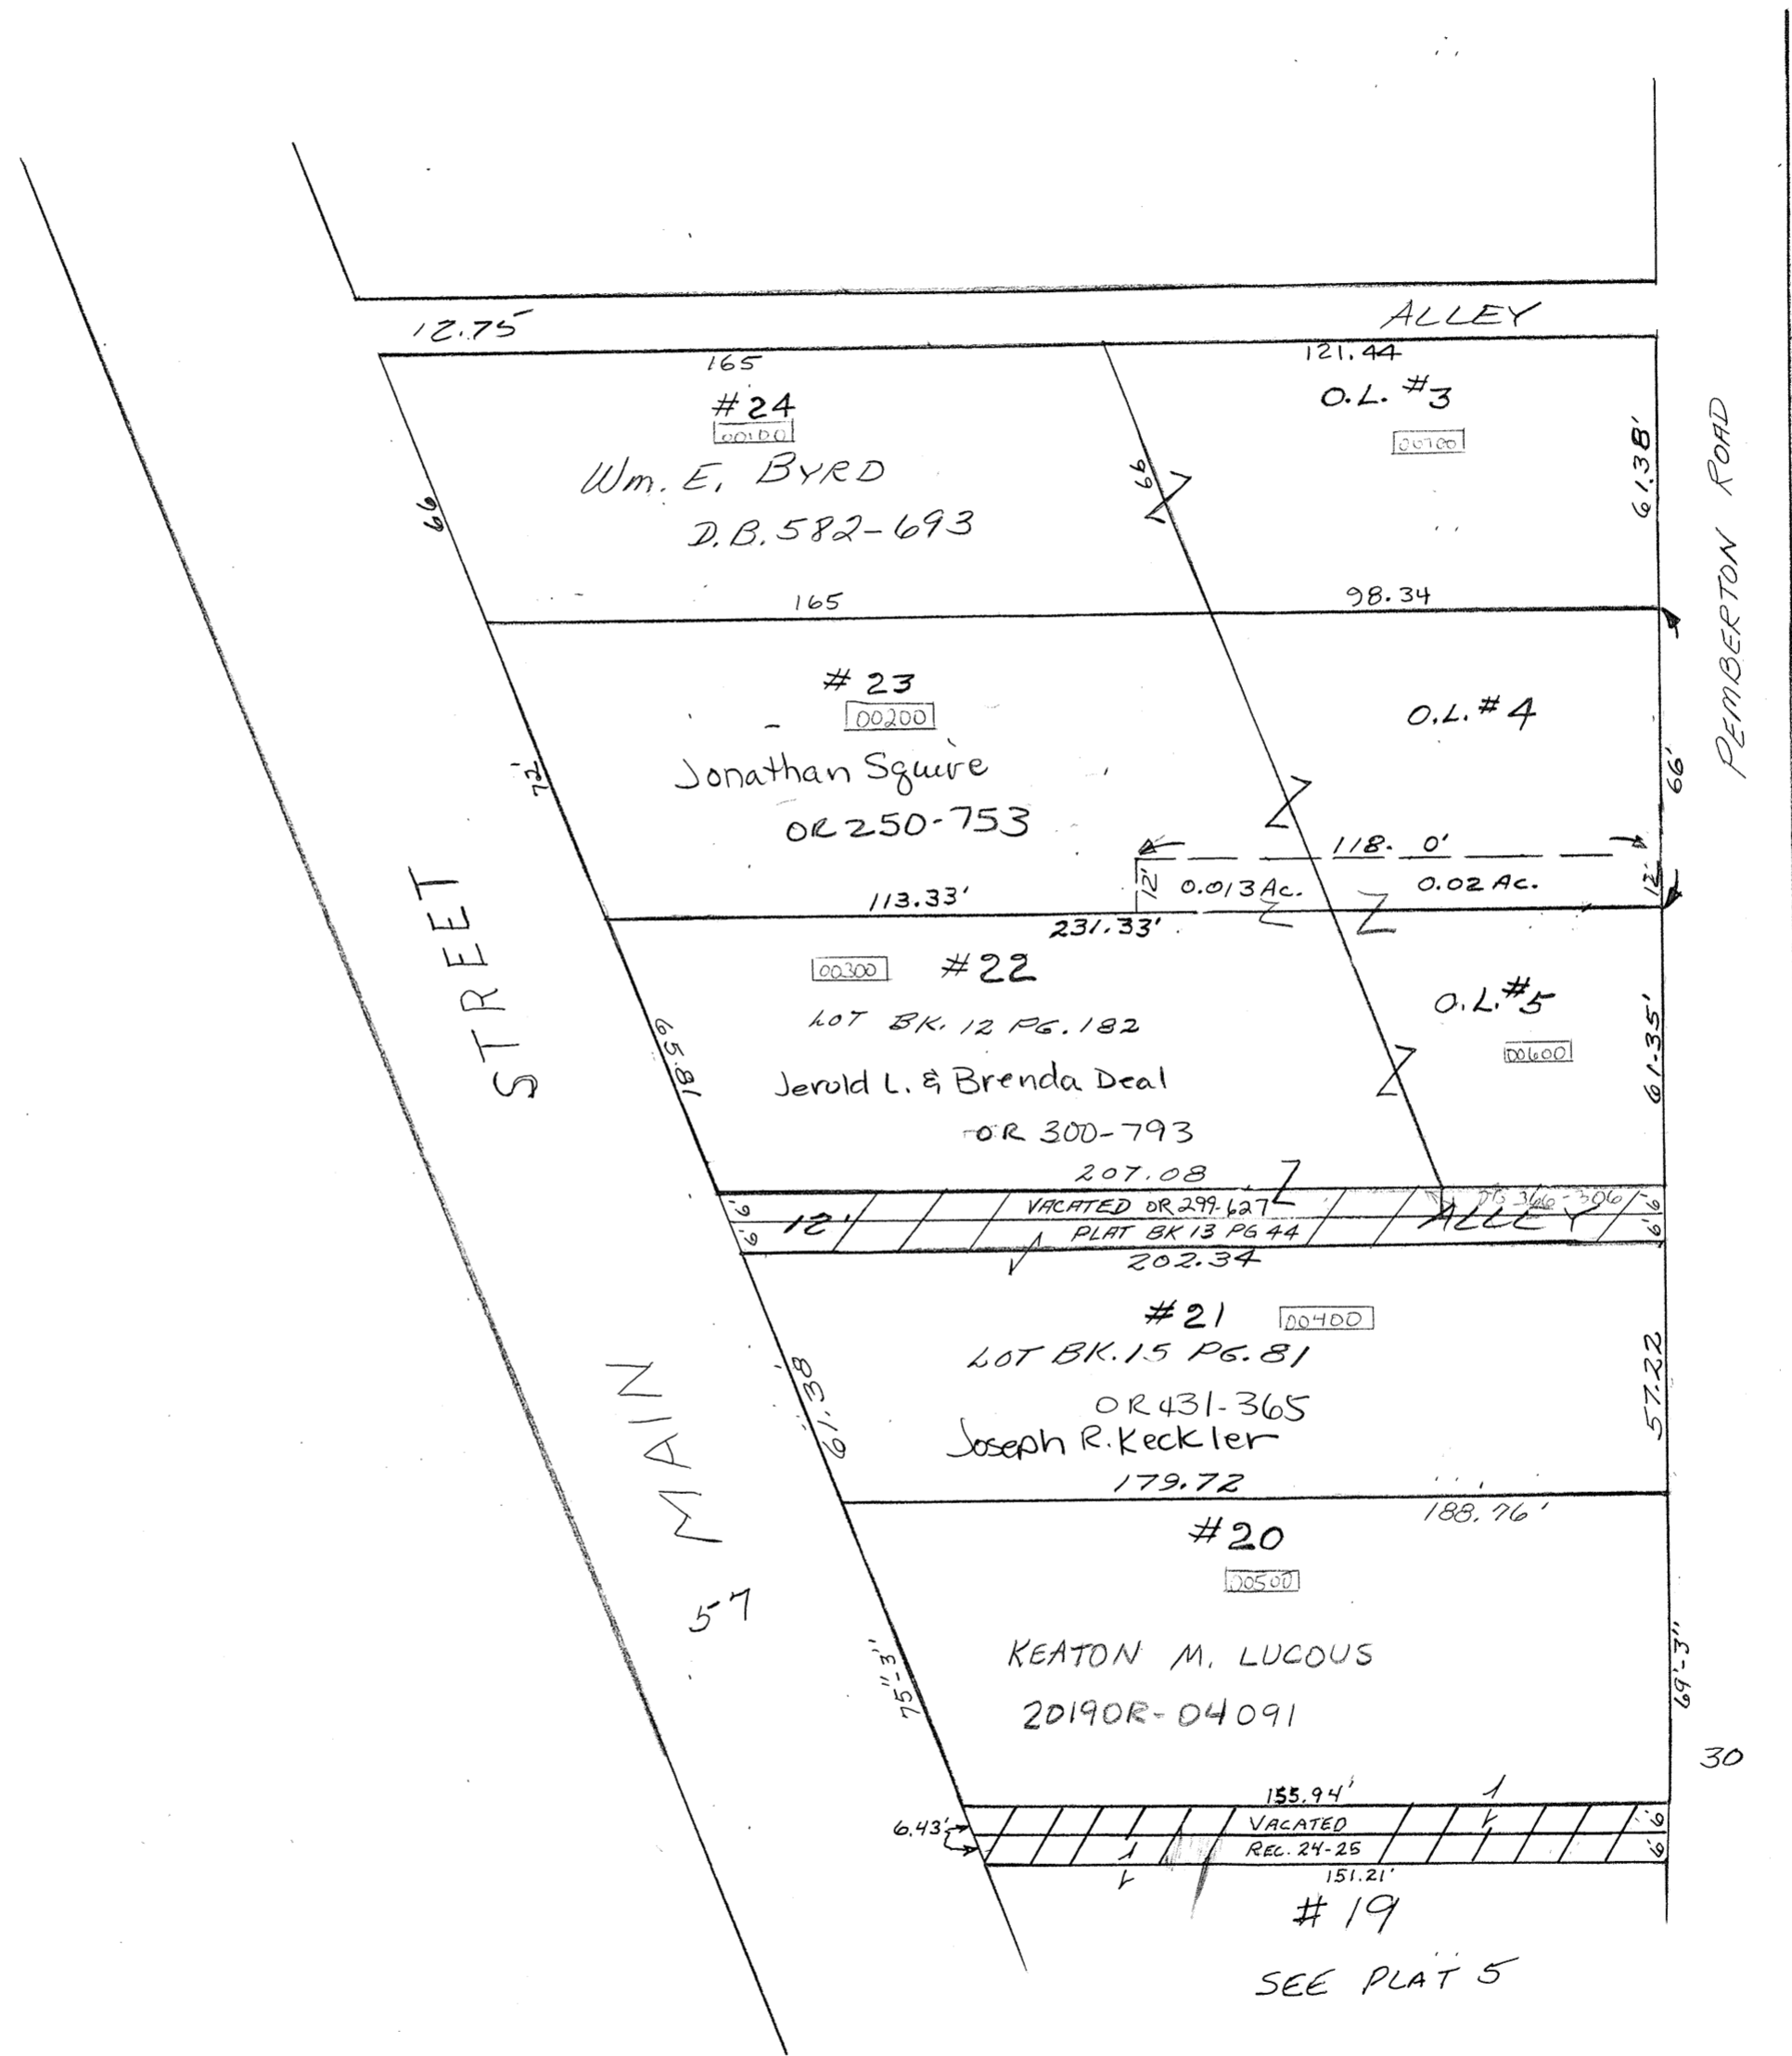 12.75
ALLEY
165
121.44
#24
O.L. #3
00100
00700
Wm. E. BYRD
D.B. 582-693
66
66
61.38'
PEMBERTON ROAD
165
98.34
# 23
00200
O.L. # 4
Jonathan Squire
OR 250-753
72'
66'
118. 0'
12'
0.013 Ac.
0.02 AC.
12'
113.33'
231.33'
00300
#22
O.L. #5
LOT BK. 12 PG. 182
00600
Jerold L. & Brenda Deal
OR 300-793
65.81
61.35'
207.08
STREET
6'
6'
12'
VACATED OR 299-627
DB 366-306
ALLEY
PLAT BK 13 PG 44
6'
6'
202.34
#21
00400
LOT BK. 15 PG. 81
OR 431-365
Joseph R. Keckler
61.38
57.22
179.72
188.76'
MAIN
57
#20
00500
KEATON M. LUCOUS
2019OR-04091
75"-3"
69'-3"
30
155.94'
6.43'
VACATED
REC. 24-25
6'
6'
151.21'
# 19
SEE PLAT 5